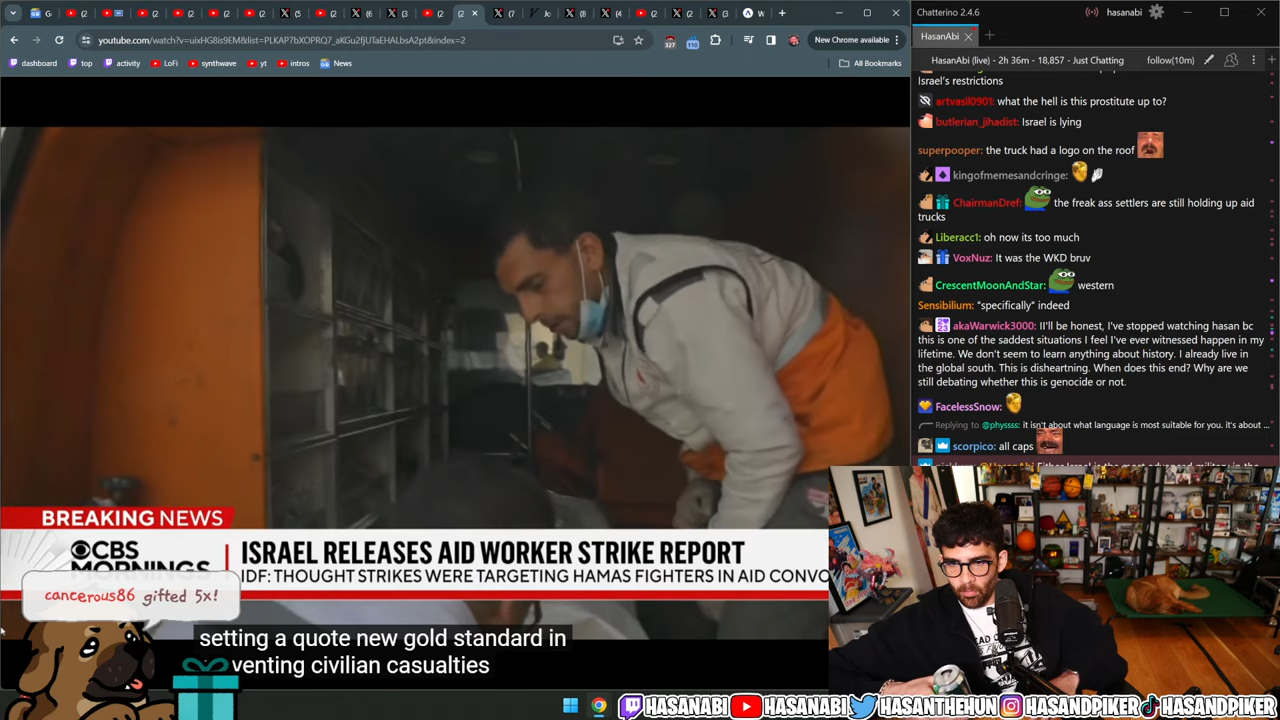 Chatterino 2.4.6
hasanabi
youtube.com/watch?v=uixHG8is9EM&list=PLKAP7bXOPRQ7_aKGu2fjUTaEHALbsA2pt&index=2
New Chrome available
HasanAbi
dashboard
top
activity
LoFi
synthwave
yt
intros
News
All Bookmarks
HasanAbi (live) - 2h 36m - 18,857 - Just Chatting
follow(10m)
Israel's restrictions
artvasil0901: what the hell is this prostitute up to?
butlerian_jihadist: Israel is lying
superpooper: the truck had a logo on the roof
kingofmemesandcringe:
ChairmanDref: the freak ass settlers are still holding up aid
trucks
Liberacc1: oh now its too much
VoxNuz: It was the WKD bruv
CrescentMoonAndStar: western
Sensibilium: "specifically" indeed
akaWarwick3000: II'll be honest, I've stopped watching hasan bc
this is one of the saddest situations I feel I've ever witnessed happen in my
lifetime. We don't seem to learn anything about history. I already live in
the global south. This is disheartning. When does this end? Why are we
still debating whether this is genocide or not.
FacelessSnow:
Replying to @physsss: it isn't about what language is most suitable for you. it's about ...
scorpico: all caps
BREAKING NEWS
CBS
MORNINGS
ISRAEL RELEASES AID WORKER STRIKE REPORT
IDF: THOUGHT STRIKES WERE TARGETING HAMAS FIGHTERS IN AID CONVO
cancerous86 gifted 5x!
setting a quote new gold standard in
venting civilian casualties
HASANABI
HASANABI
HASANTHEHUN
HASANDPIKER
HASANDPIKER